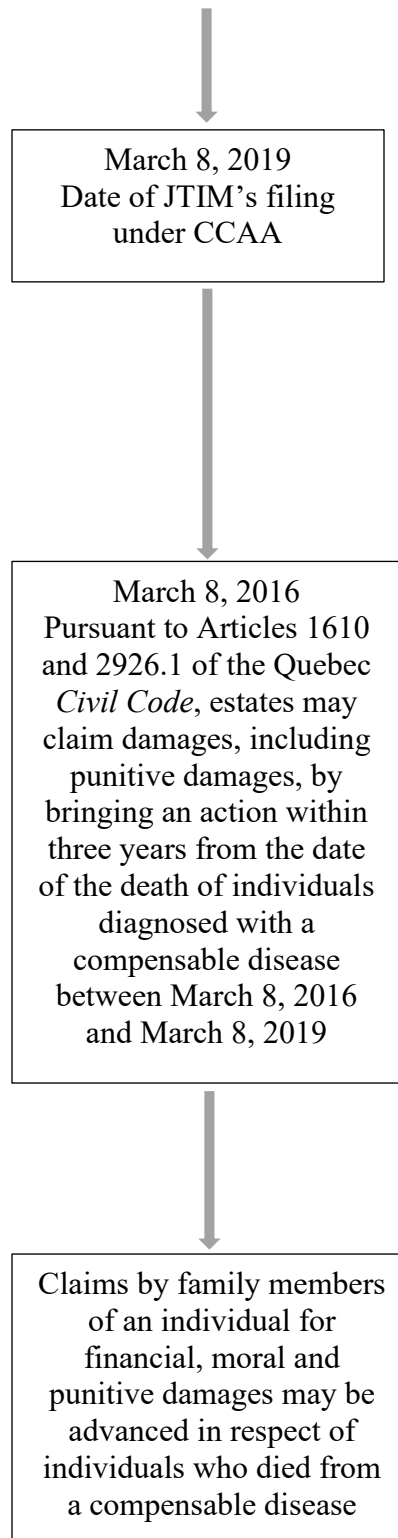 March 8, 2019
Date of JTIM’s filing
under CCAA
March 8, 2016
Pursuant to Articles 1610
and 2926.1 of the Quebec
Civil Code, estates may
claim damages, including
punitive damages, by
bringing an action within
three years from the date
of the death of individuals
diagnosed with a
compensable disease
between March 8, 2016
and March 8, 2019
Claims by family members
of an individual for
financial, moral and
punitive damages may be
advanced in respect of
individuals who died from
a compensable disease